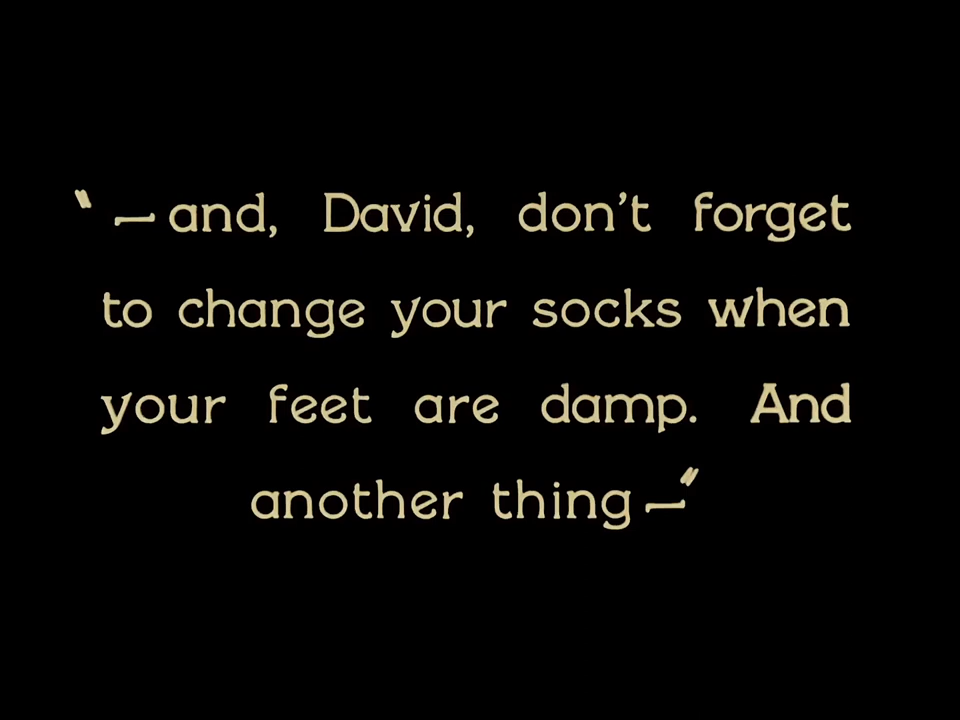 “—and, David, don’t forget
to change your socks when
your feet are damp. And
another thing—”